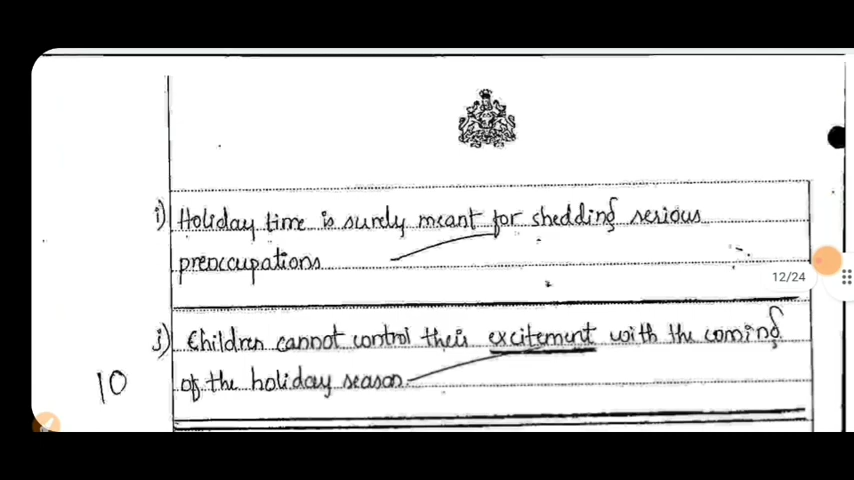 i) Holiday time is surely meant for shedding serious
preoccupations
12/24
j) Children cannot control their excitement with the coming
of the holiday season.
10